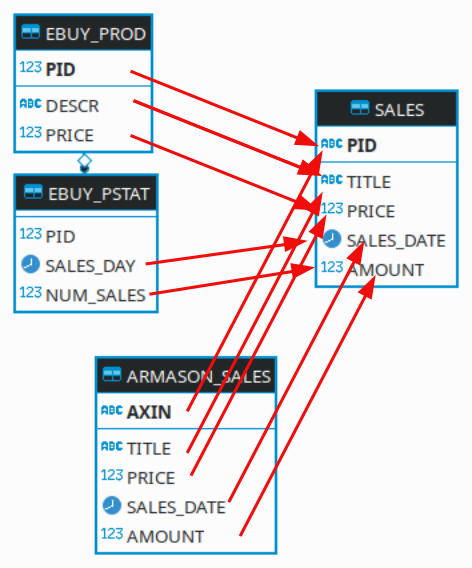 EBUY_PROD
123 PID
ABC DESCR
123 PRICE
EBUY_PSTAT
123 PID
SALES_DAY
123 NUM_SALES
SALES
ABC PID
ABC TITLE
123 PRICE
SALES_DATE
123 AMOUNT
ARMASON_SALES
ABC AXIN
ABC TITLE
123 PRICE
SALES_DATE
123 AMOUNT